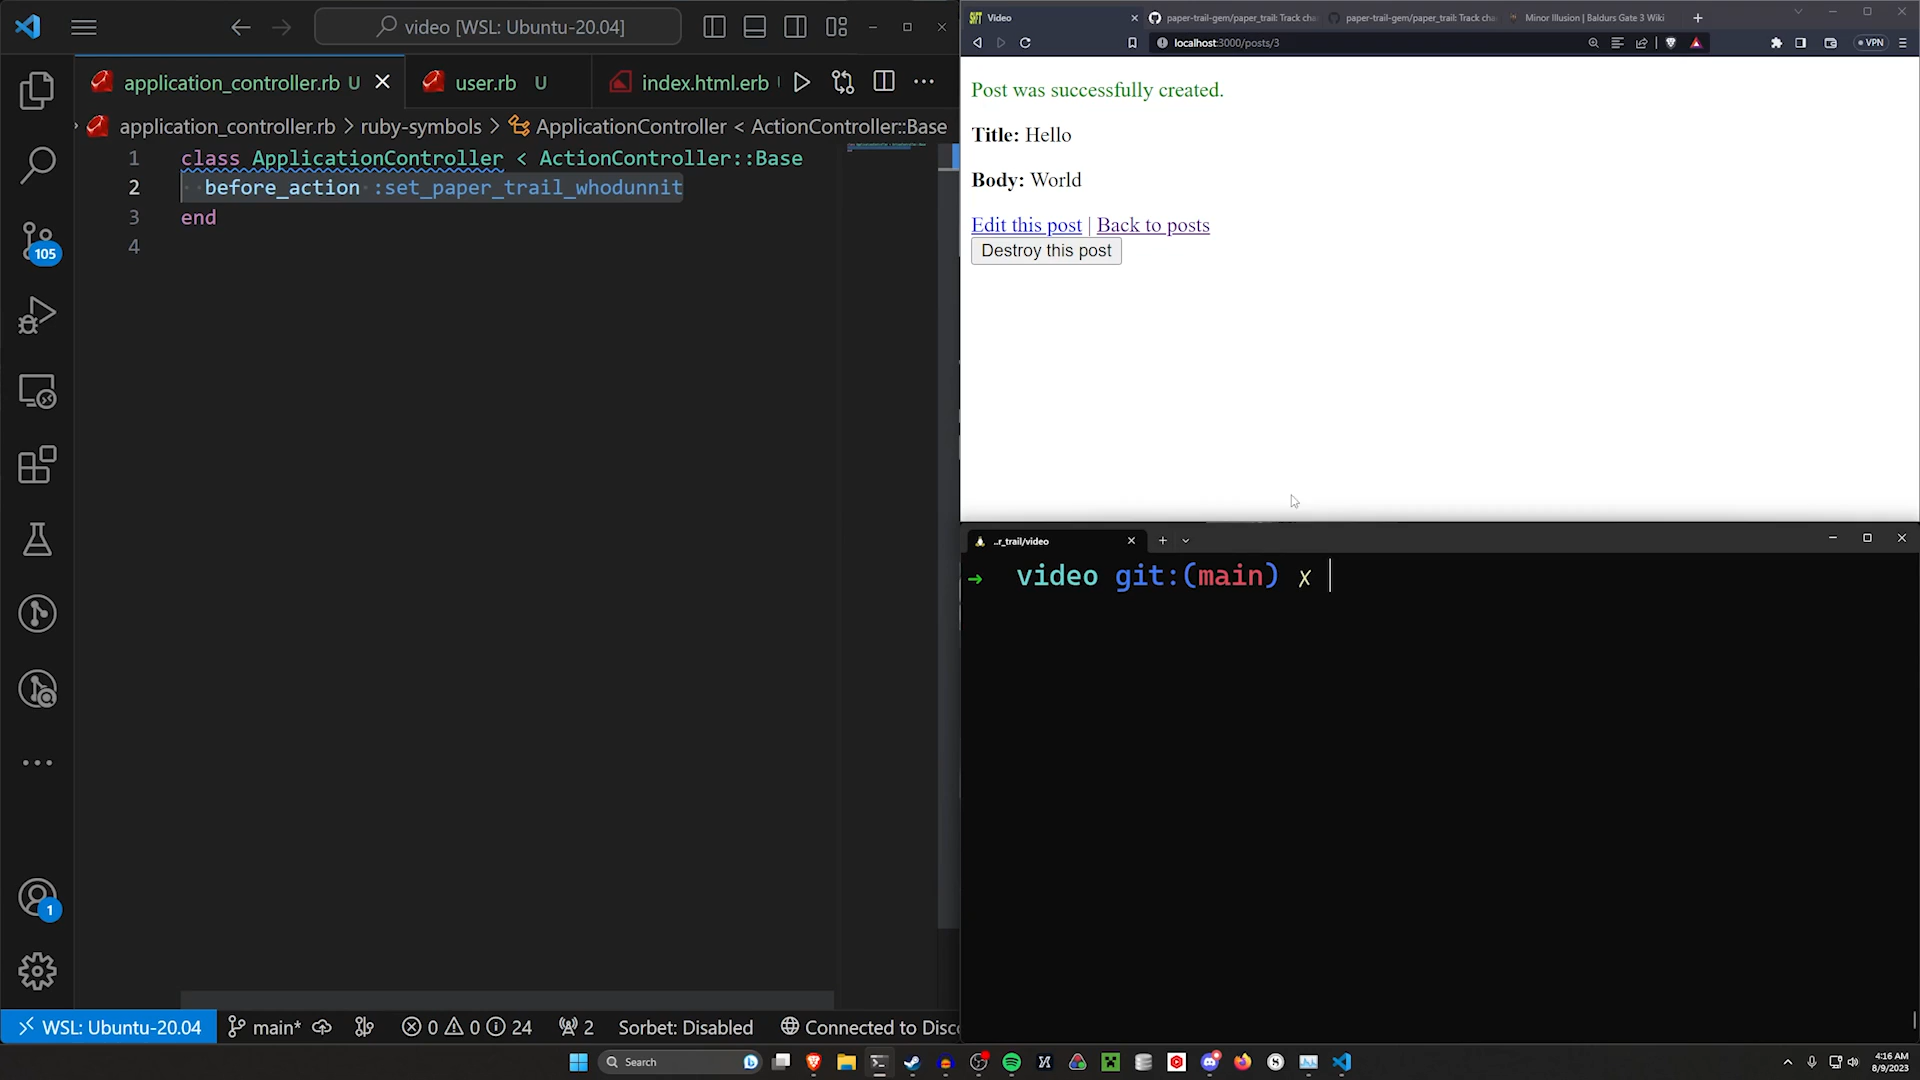 video [WSL: Ubuntu-20.04]
application_controller.rb U
user.rb U
index.html.erb
application_controller.rb > ruby-symbols > ApplicationController < ActionController::Base
1 class ApplicationController < ActionController::Base
2 before_action :set_paper_trail_whodunnit
3 end
4
105
1
WSL: Ubuntu-20.04
main*
0 0 24
2
Sorbet: Disabled
Connected to Disc
Video
paper-trail-gem/paper_trail: Track cha
paper-trail-gem/paper_trail: Track cha
Minor Illusion | Baldurs Gate 3 Wiki
localhost:3000/posts/3
VPN
Post was successfully created.
Title: Hello
Body: World
Edit this post | Back to posts
Destroy this post
..r_trail/video
→ video git:(main) ✗
Search
4:16 AM
8/9/2023